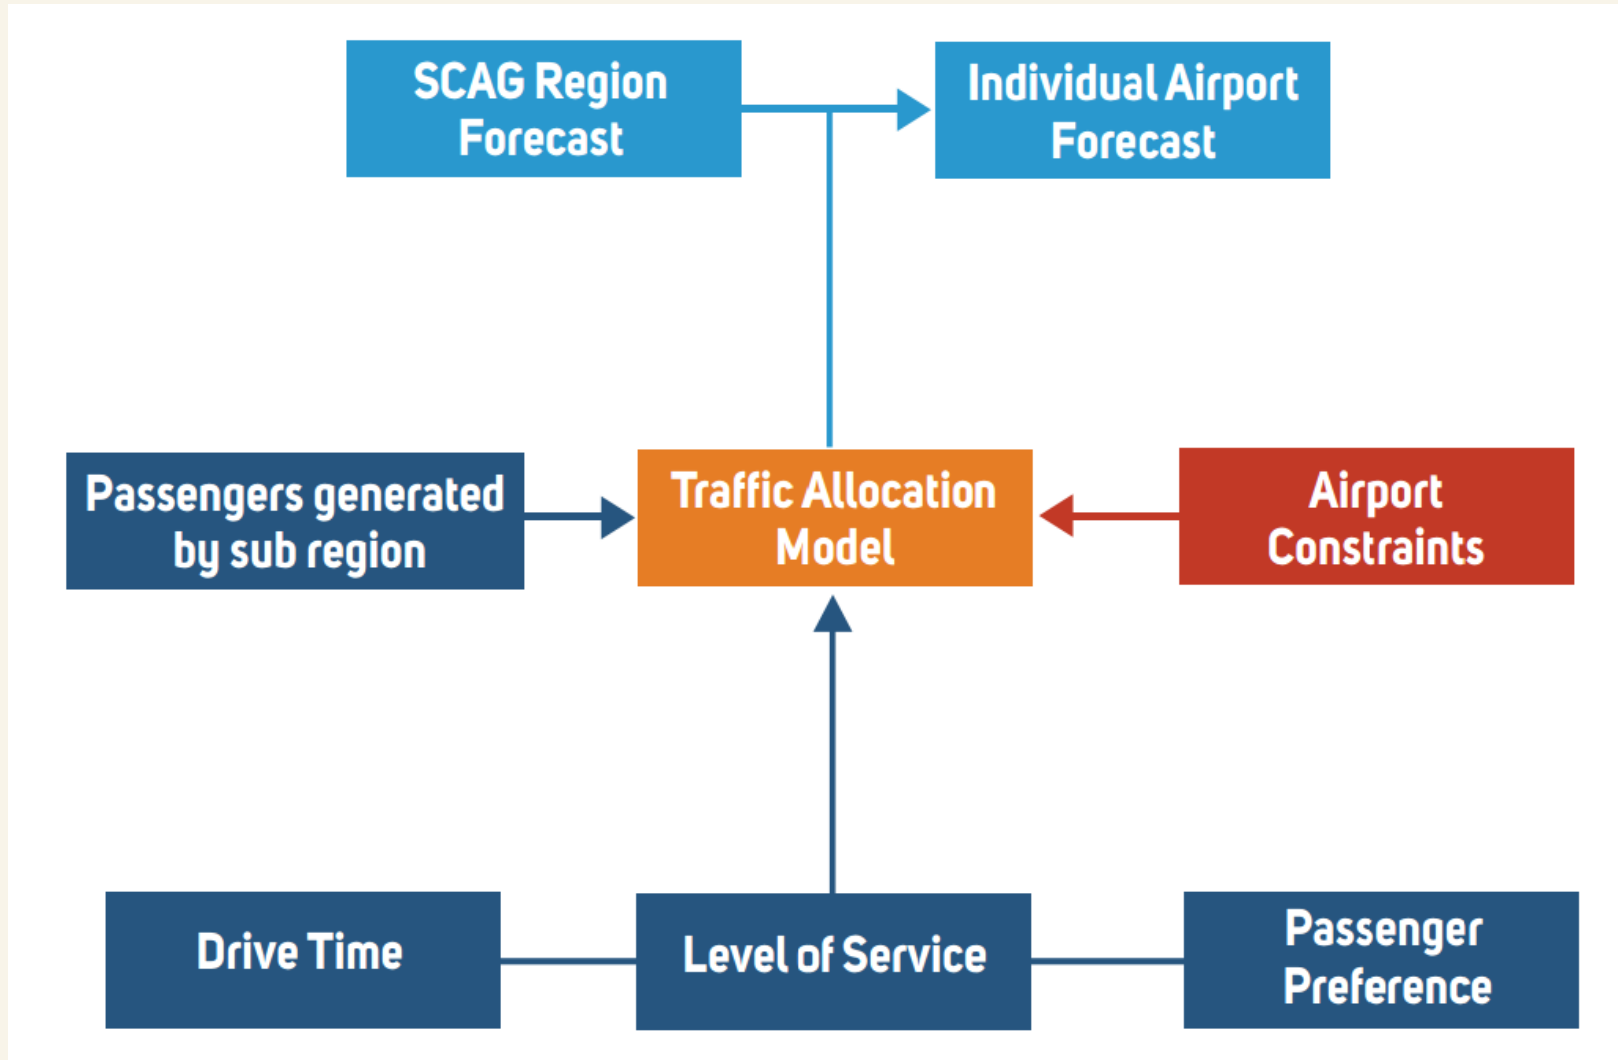 SCAG Region
Forecast
Individual Airport
Forecast
Passengers generated
by sub region
Traffic Allocation
Model
Airport
Constraints
Drive Time
Level of Service
Passenger
Preference